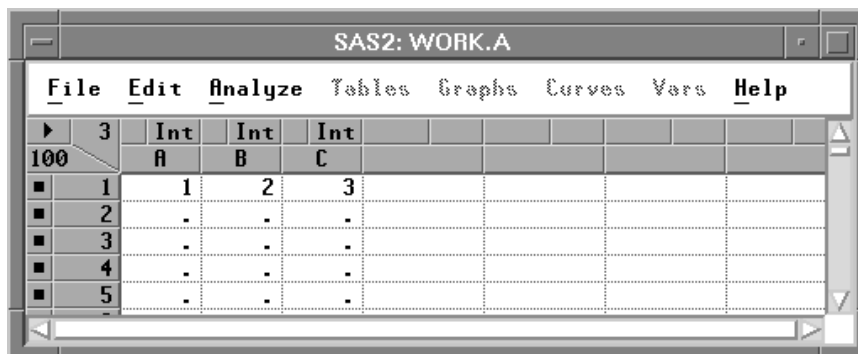 SAS2: WORK.A
File Edit Analyze Tables Graphs Curves Vars Help
3 Int Int Int
100 A B C
1 1 2 3
2 . . .
3 . . .
4 . . .
5 . . .